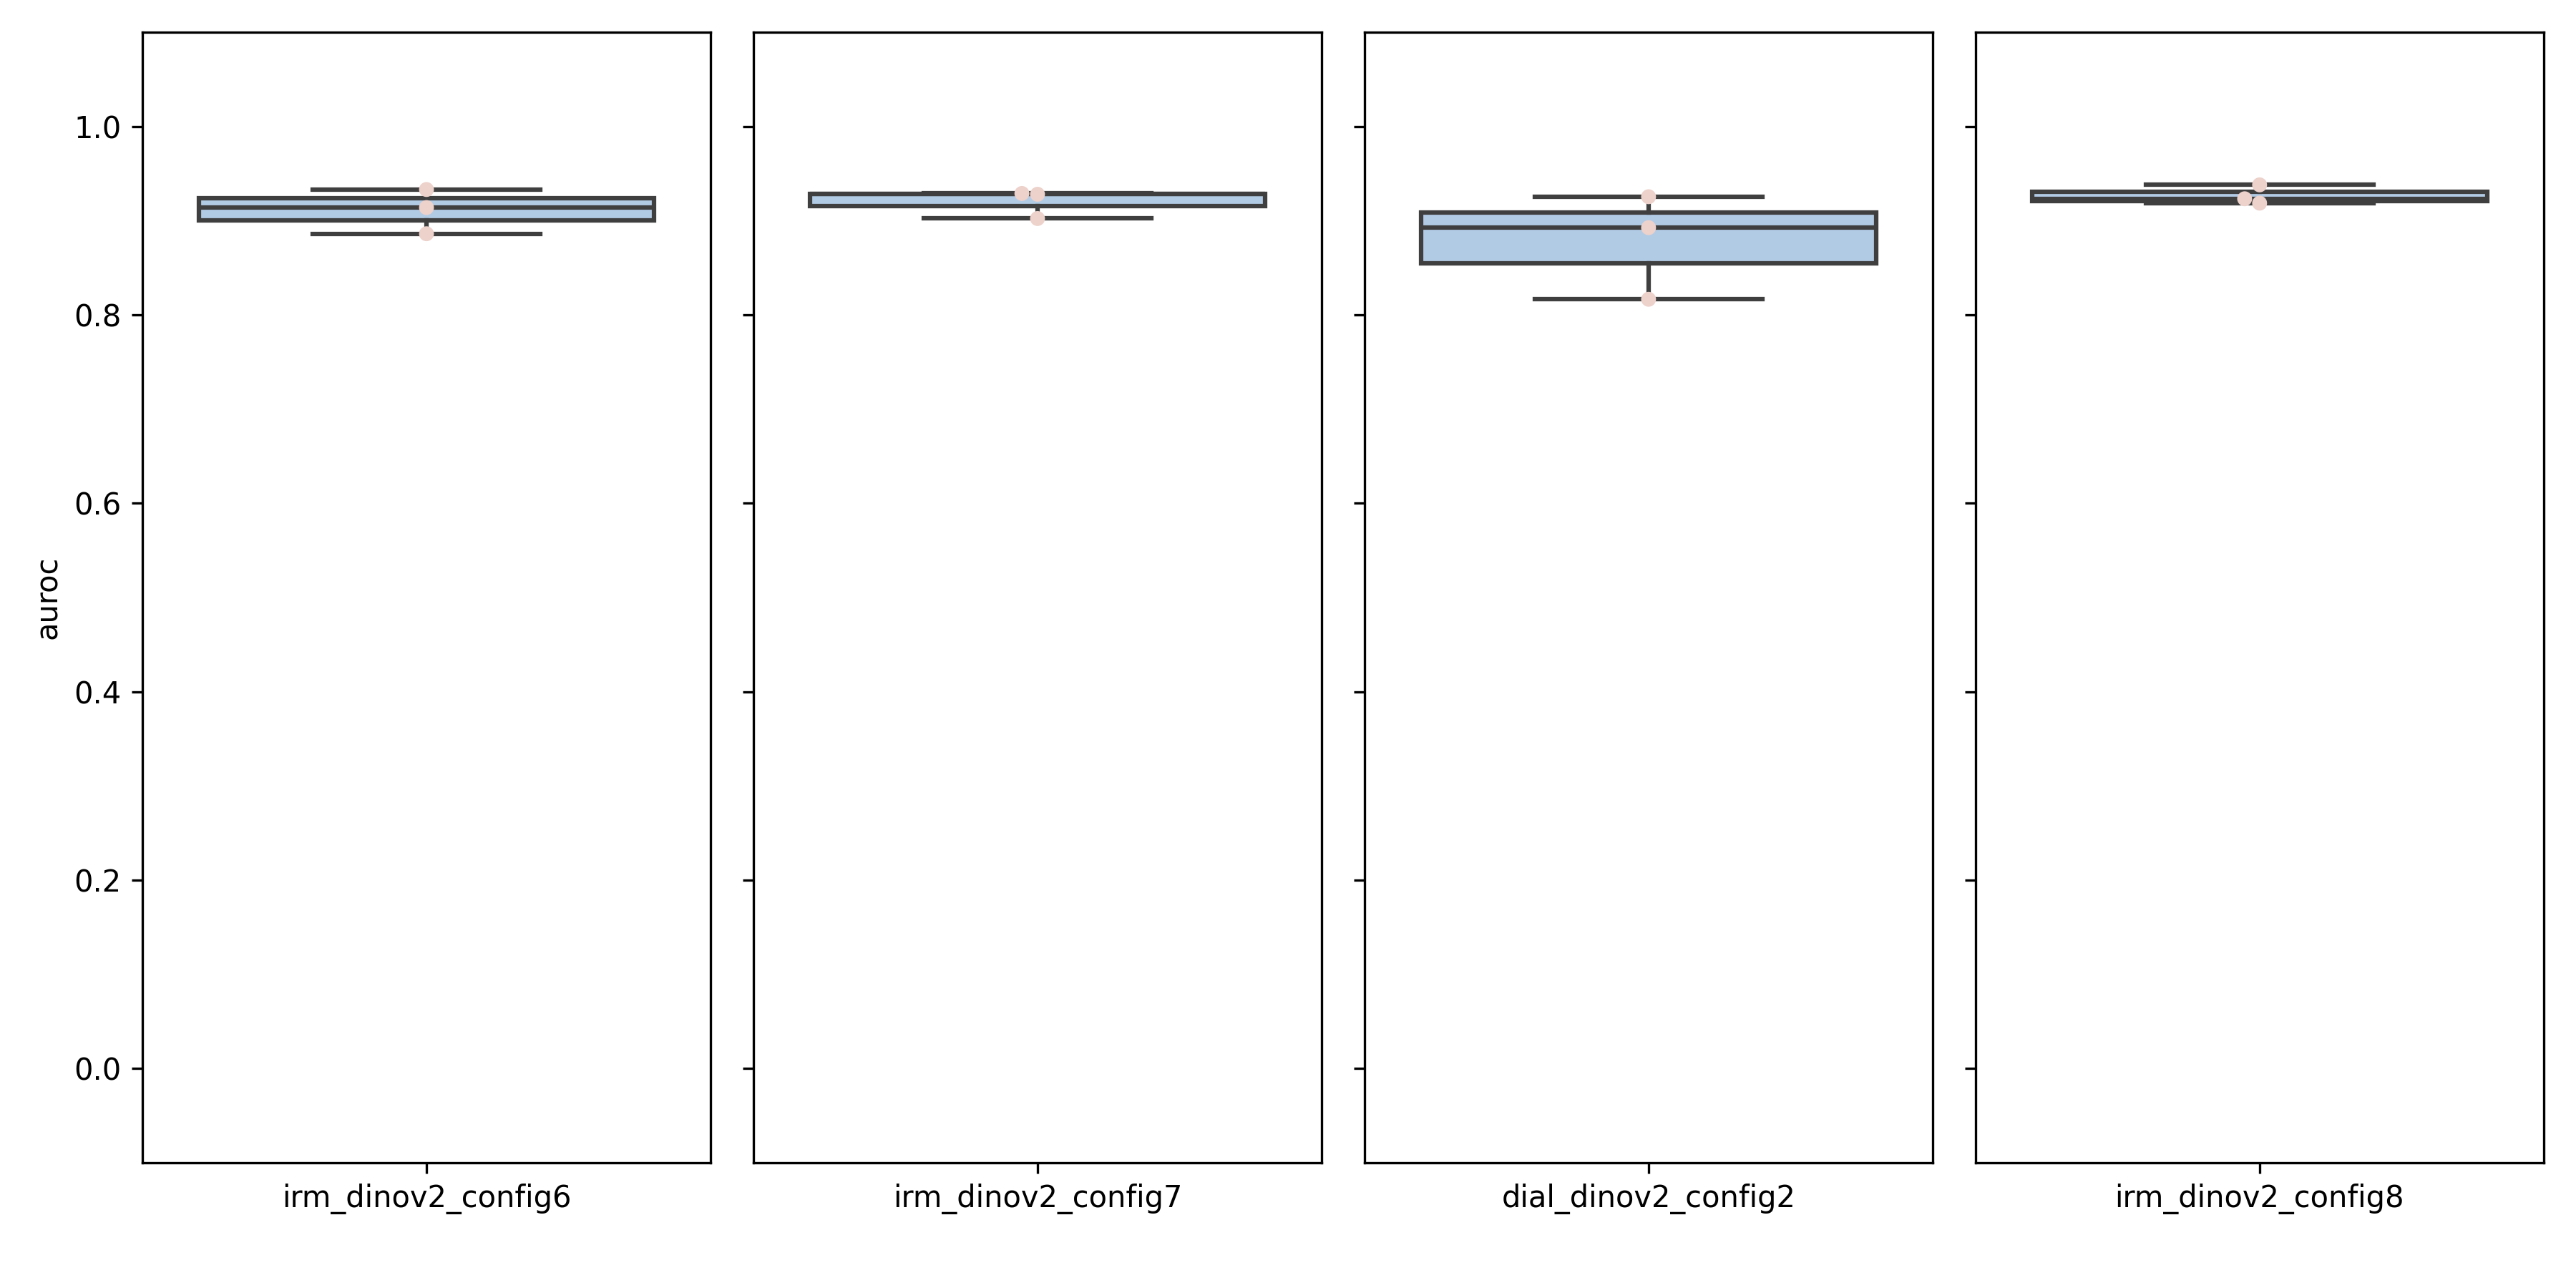 auroc
1.0
0.8
0.6
0.4
0.2
0.0
irm_dinov2_config6
irm_dinov2_config7
dial_dinov2_config2
irm_dinov2_config8